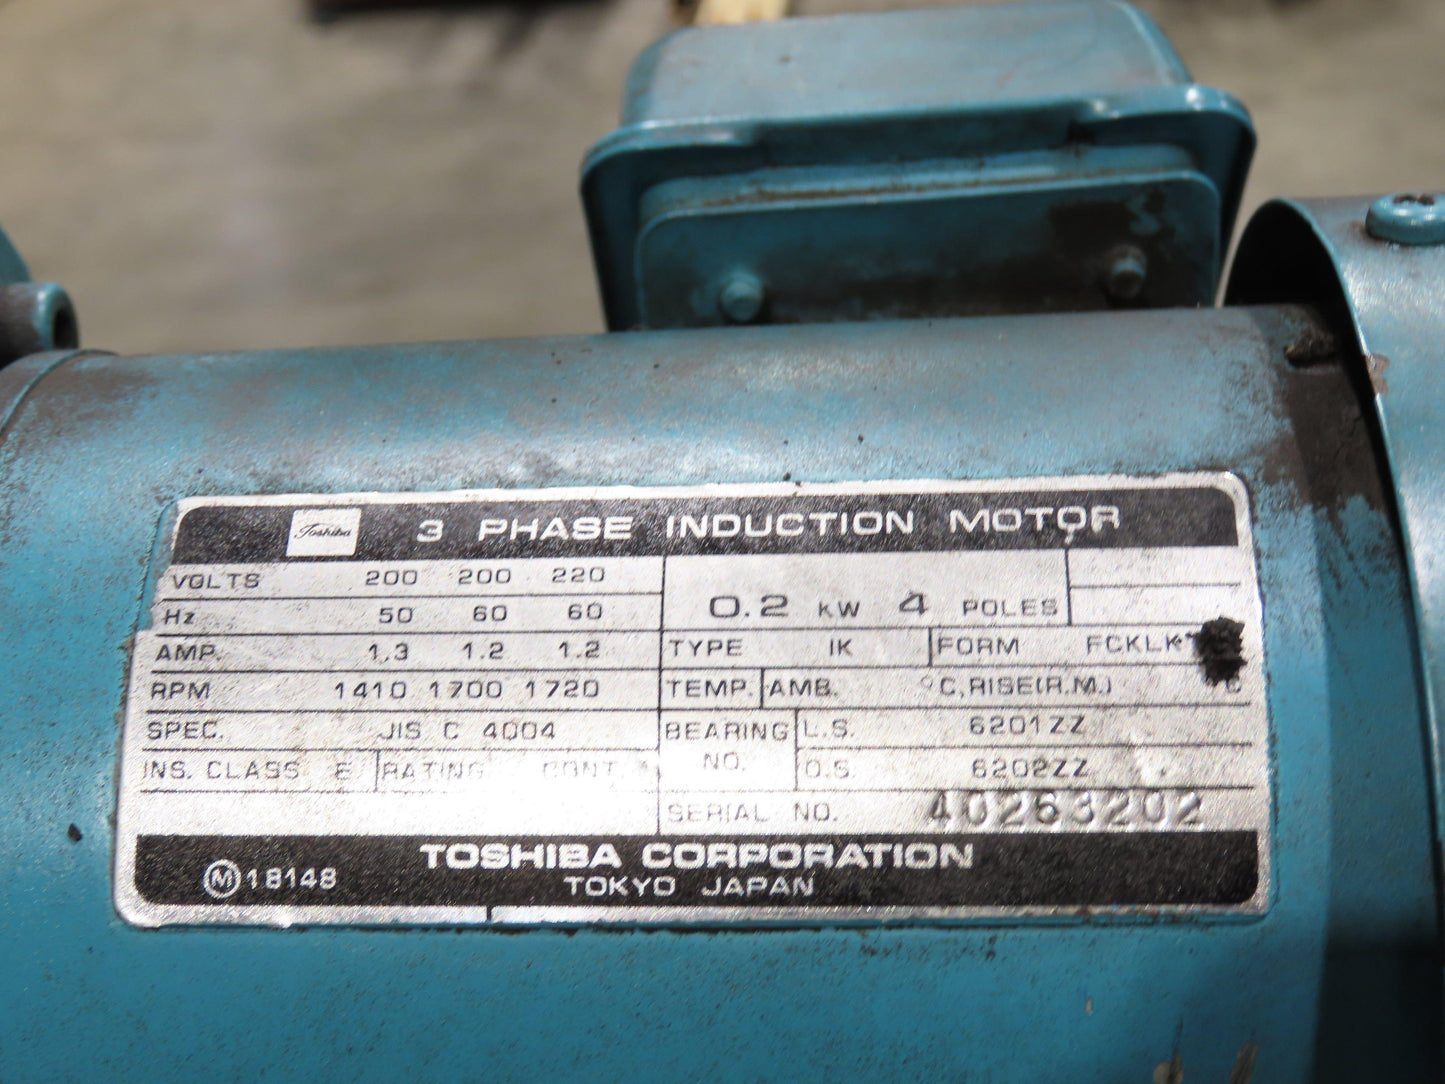 Toshiba 3 PHASE INDUCTION MOTOR
VOLTS 200 200 220
Hz 50 60 60
0.2 KW 4 POLES
AMP. 1.3 1.2 1.2
TYPE IK FORM FCKLK
RPM 1410 1700 1720
TEMP. AMB. °C, RISE(R.M.) °C
SPEC. JIS C 4004
BEARING NO. L.S. 6201ZZ
O.S. 6202ZZ
INS. CLASS E RATING CONT.
SERIAL NO. 40263202
TOSHIBA CORPORATION
TOKYO JAPAN
M 18148